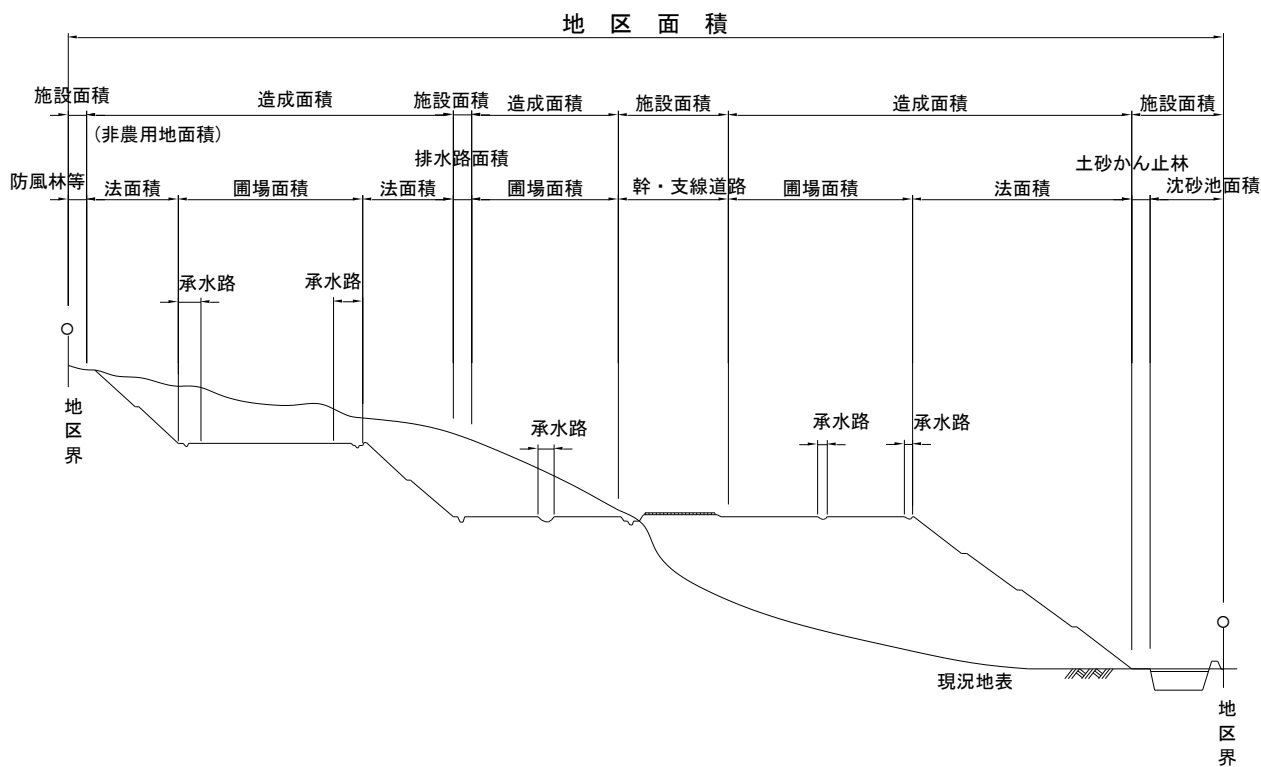 地区面積
施設面積
造成面積
施設面積
造成面積
施設面積
造成面積
施設面積
(非農用地面積)
排水路面積
土砂かん止林
防風林等
法面積
圃場面積
法面積
圃場面積
幹・支線道路
圃場面積
法面積
沈砂池面積
承水路
承水路
地区界
承水路
承水路
承水路
現況地表
地区界